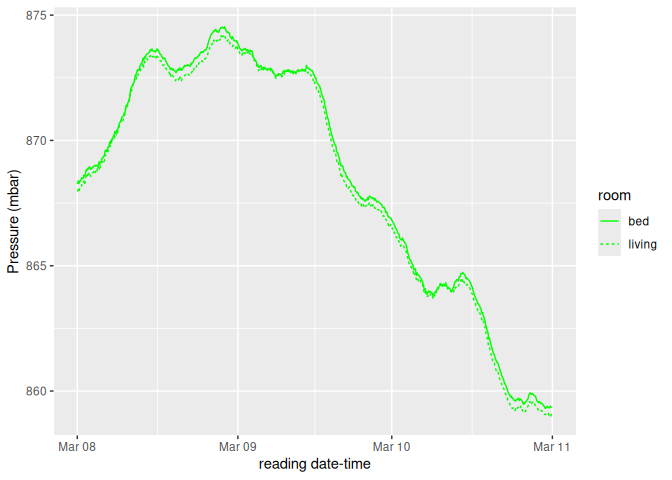 875
870
865
860
Pressure (mbar)
Mar 08
Mar 09
Mar 10
Mar 11
reading date-time
room
bed
living